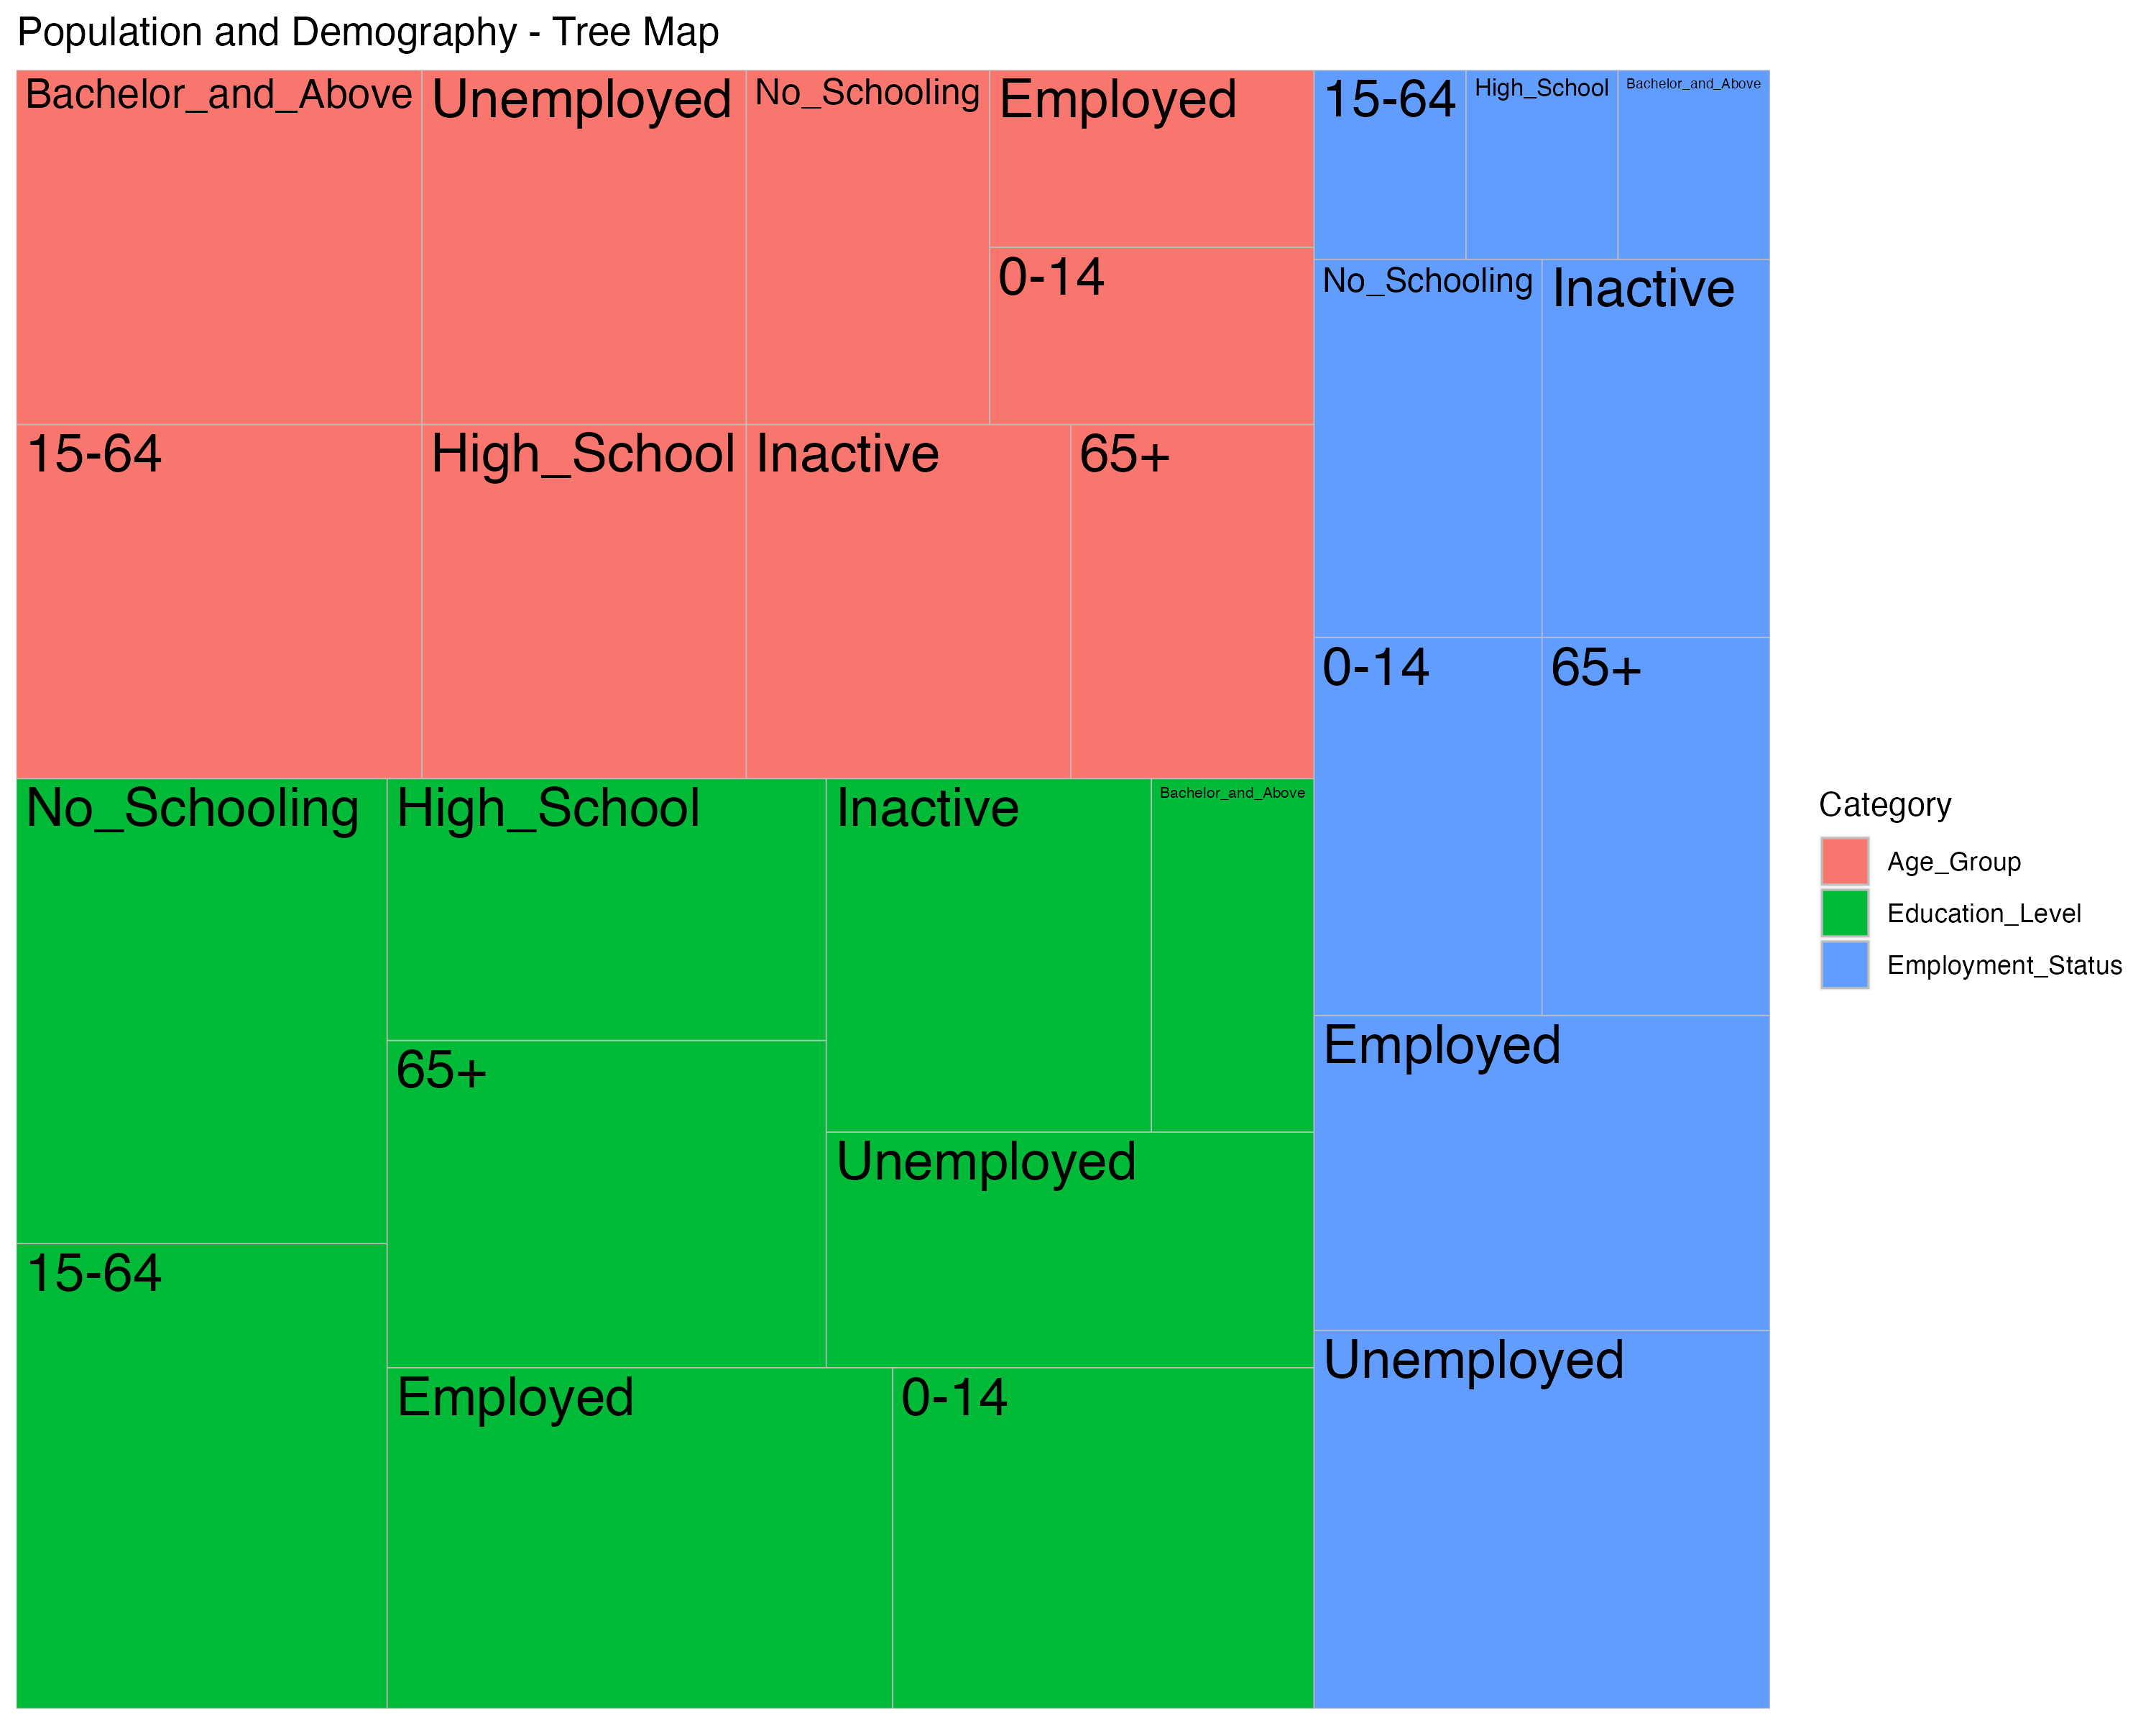 Population and Demography - Tree Map
Bachelor_and_Above
Unemployed
No_Schooling
Employed
0-14
15-64
High_School
Inactive
65+
No_Schooling
High_School
Inactive
Bachelor_and_Above
65+
Unemployed
15-64
Employed
0-14
15-64
High_School
Bachelor_and_Above
No_Schooling
Inactive
0-14
65+
Employed
Unemployed
Category
Age_Group
Education_Level
Employment_Status